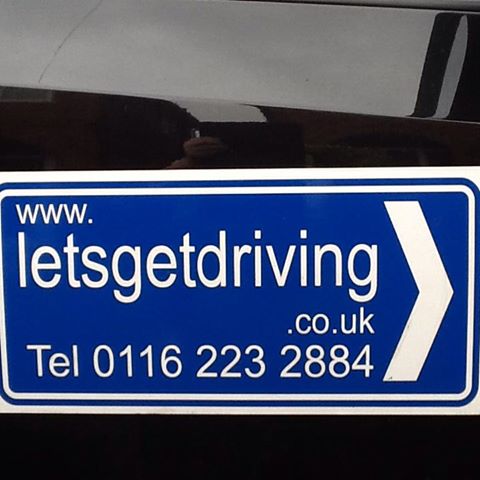 www.
letsgetdriving
.co.uk
Tel 0116 223 2884